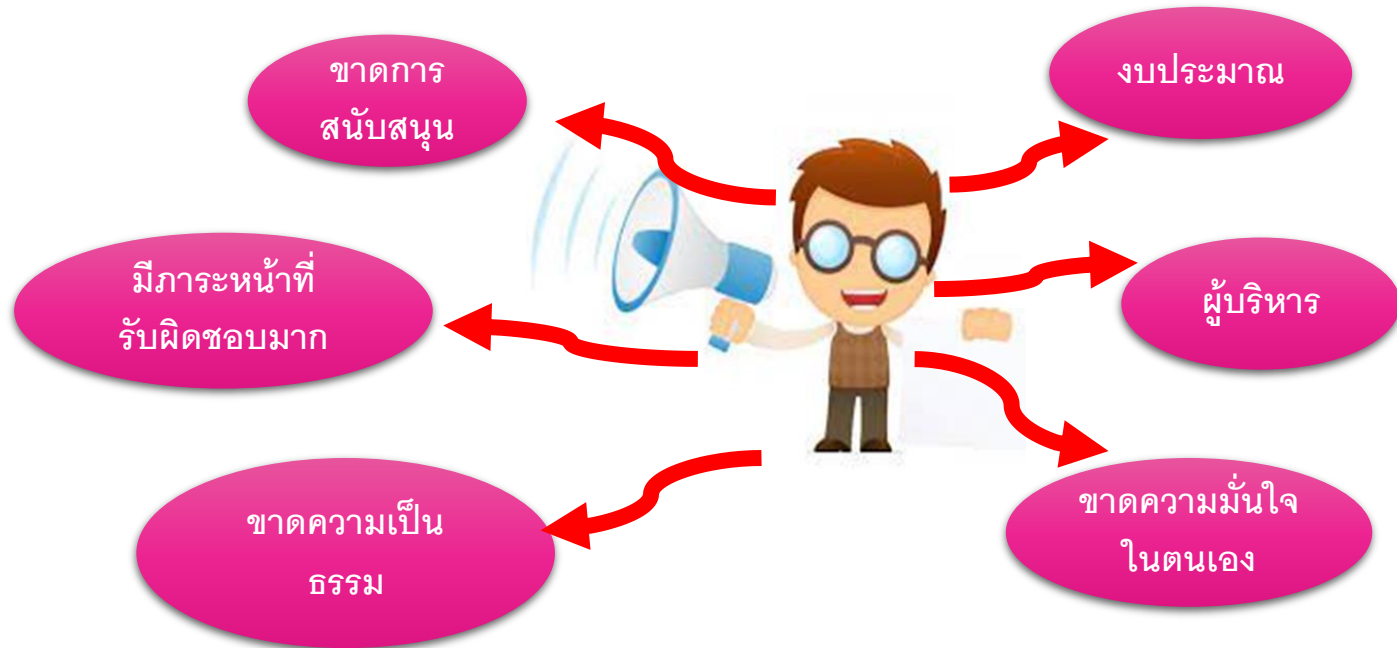 ขาดการ
สนับสนุน
งบประมาณ
มีภาระหน้าที่
รับผิดชอบมาก
ผู้บริหาร
ขาดความเป็น
ธรรม
ขาดความมั่นใจ
ในตนเอง